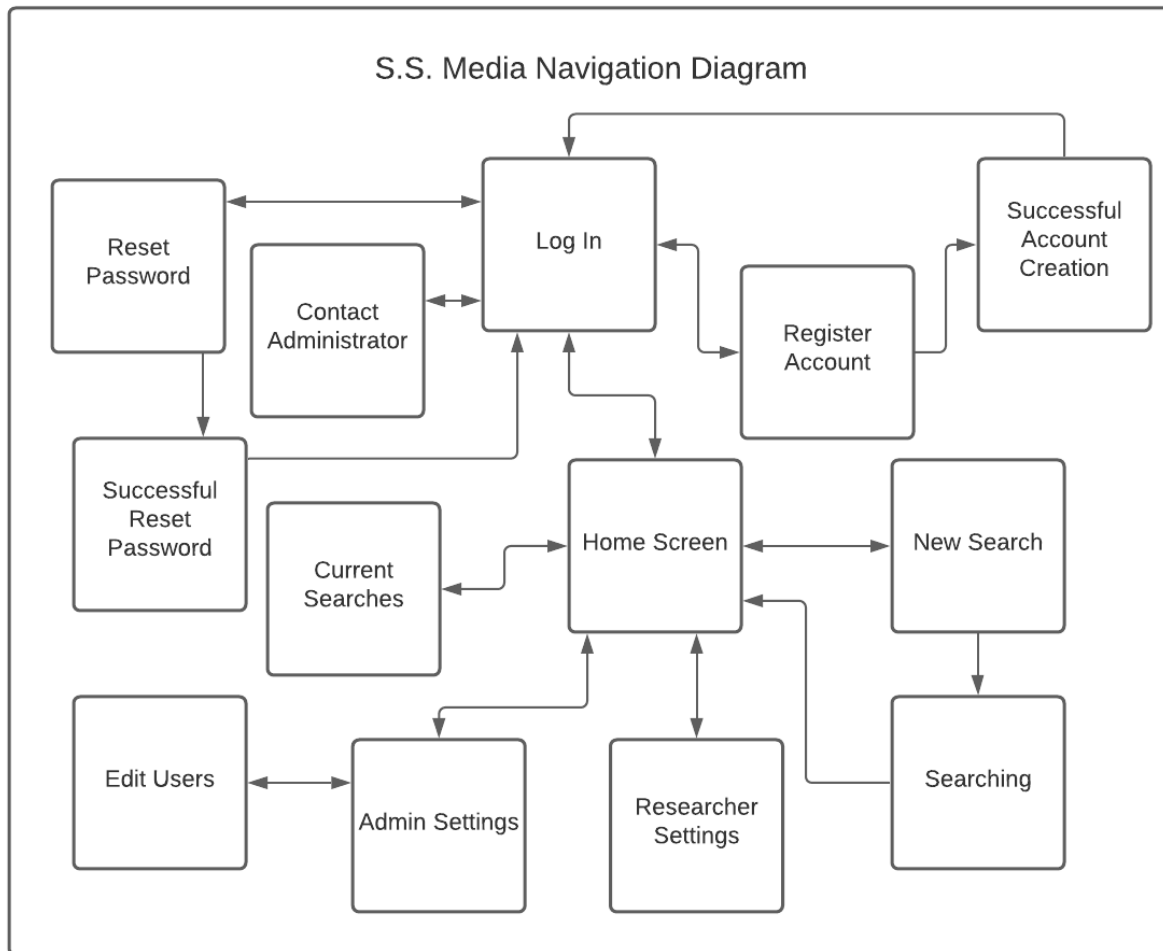 S.S. Media Navigation Diagram
Reset
Password
Contact
Administrator
Log In
Register
Account
Successful
Account
Creation
Successful
Reset
Password
Current
Searches
Home Screen
New Search
Edit Users
Admin Settings
Researcher
Settings
Searching